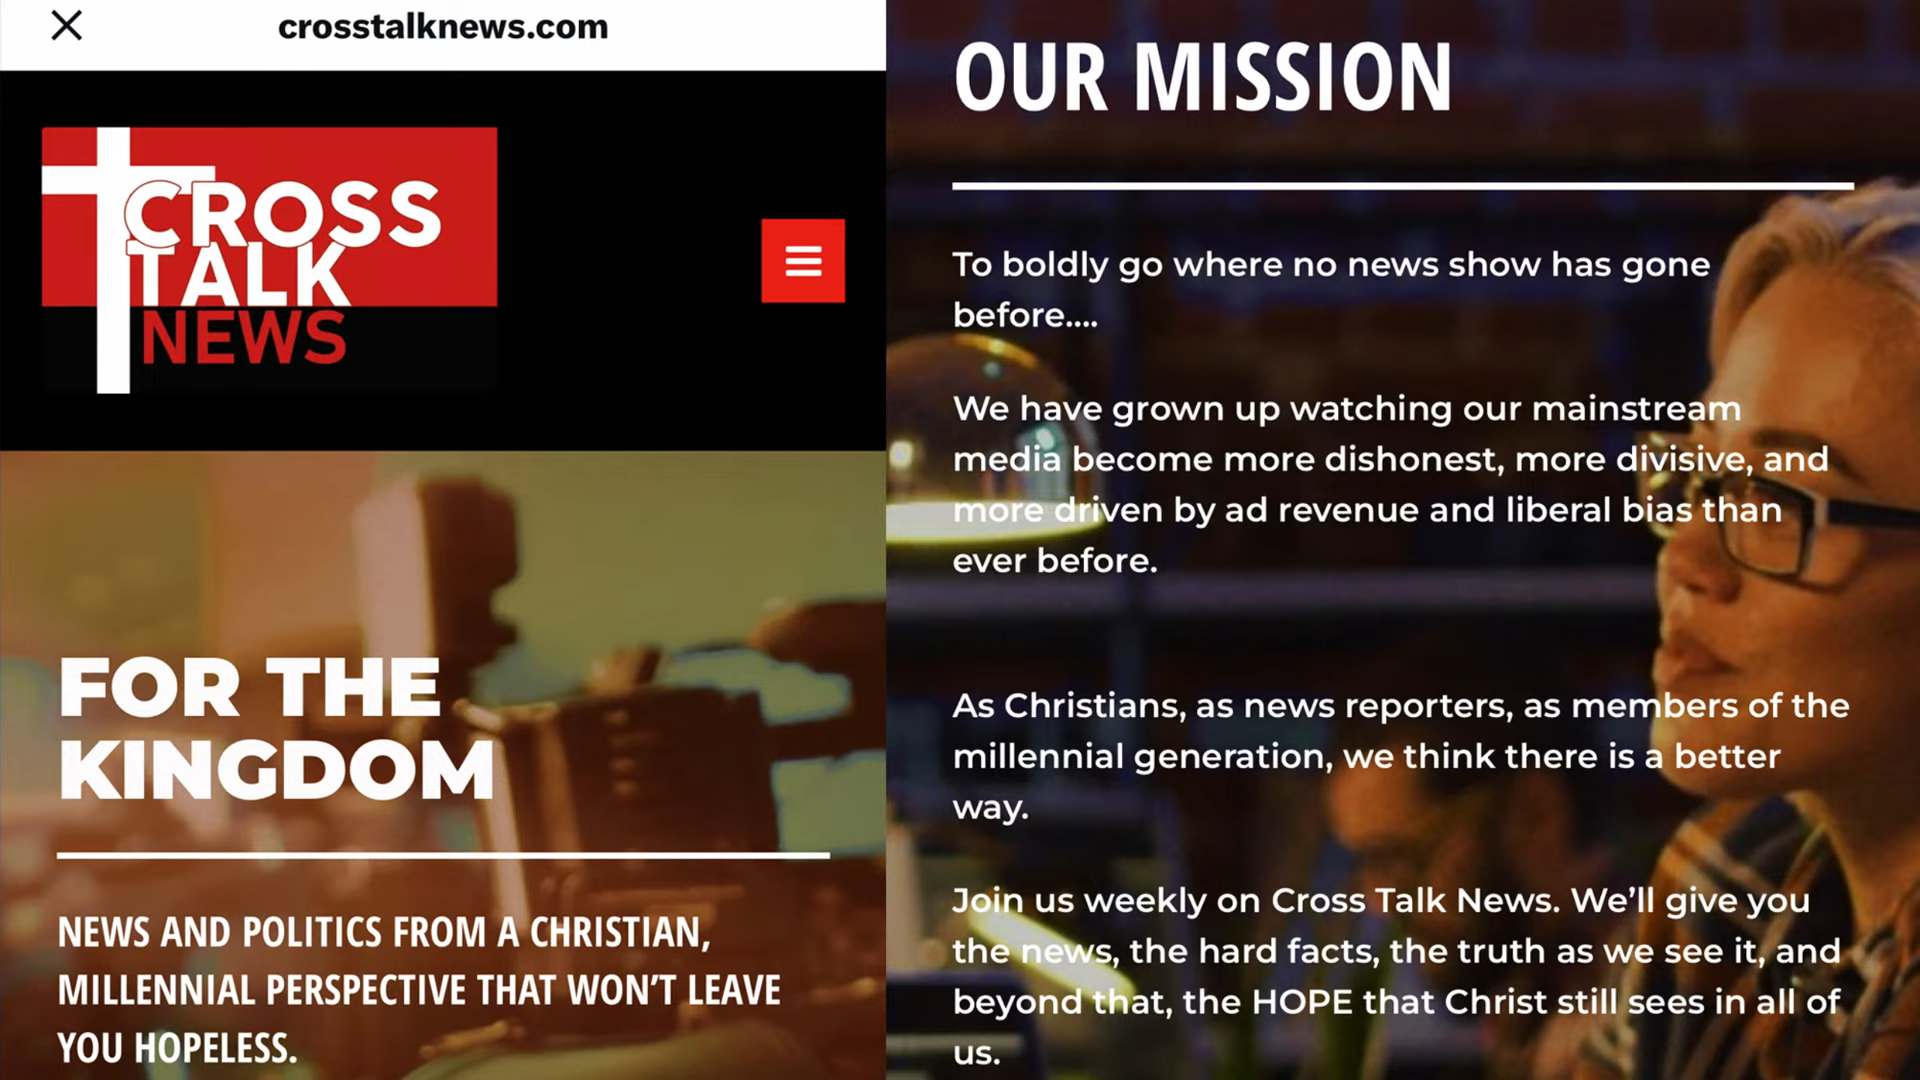 crosstalknews.com
CROSS
TALK
NEWS
FOR THE
KINGDOM
NEWS AND POLITICS FROM A CHRISTIAN,
MILLENNIAL PERSPECTIVE THAT WON'T LEAVE
YOU HOPELESS.
OUR MISSION
To boldly go where no news show has gone
before....
We have grown up watching our mainstream
media become more dishonest, more divisive, and
more driven by ad revenue and liberal bias than
ever before.
As Christians, as news reporters, as members of the
millennial generation, we think there is a better
way.
Join us weekly on Cross Talk News. We'll give you
the news, the hard facts, the truth as we see it, and
beyond that, the HOPE that Christ still sees in all of
us.